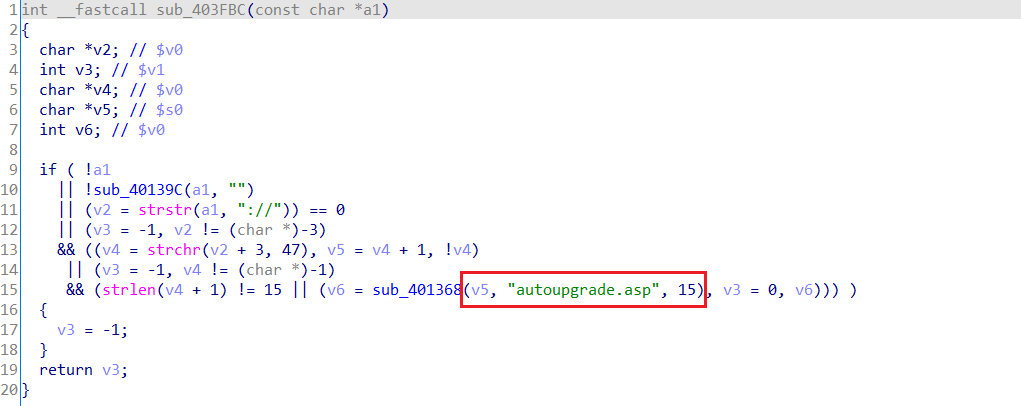 1 int __fastcall sub_403FBC(const char *a1)
2 {
3 char *v2; // $v0
4 int v3; // $v1
5 char *v4; // $v0
6 char *v5; // $s0
7 int v6; // $v0
8
9 if ( !a1
10 || !sub_40139C(a1, "")
11 || (v2 = strstr(a1, "://")) == 0
12 || (v3 = -1, v2 != (char *)-3)
13 && ((v4 = strchr(v2 + 3, 47), v5 = v4 + 1, !v4)
14 || (v3 = -1, v4 != (char *)-1)
15 && (strlen(v4 + 1) != 15 || (v6 = sub_401368(v5, "autoupgrade.asp", 15), v3 = 0, v6))) )
16 {
17 v3 = -1;
18 }
19 return v3;
20 }